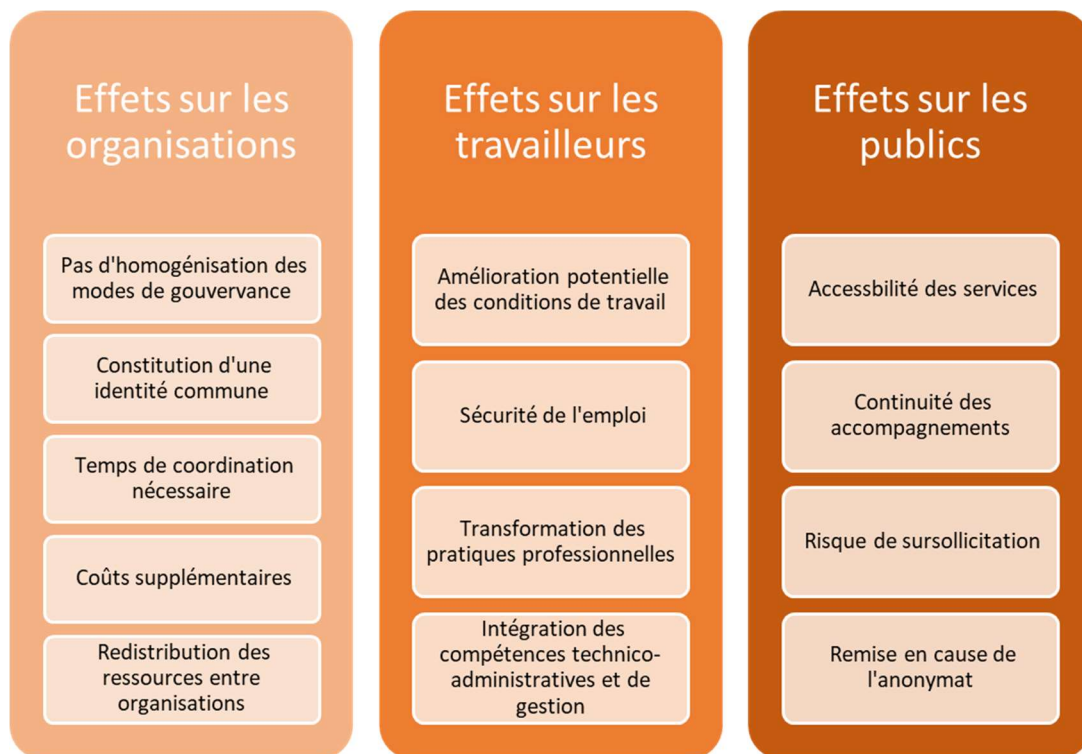 Effets sur les
organisations
Pas d'homogénisation des
modes de gouvervance
Constitution d'une
identité commune
Temps de coordination
nécessaire
Coûts supplémentaires
Redistribution des
ressources entre
organisations
Effets sur les
travailleurs
Amélioration potentielle
des conditions de travail
Sécurité de l'emploi
Transformation des
pratiques professionnelles
Intégration des
compétences technico-
administratives et de
gestion
Effets sur les
publics
Accessbilité des services
Continuité des
accompagnements
Risque de sursollicitation
Remise en cause de
l'anonymat